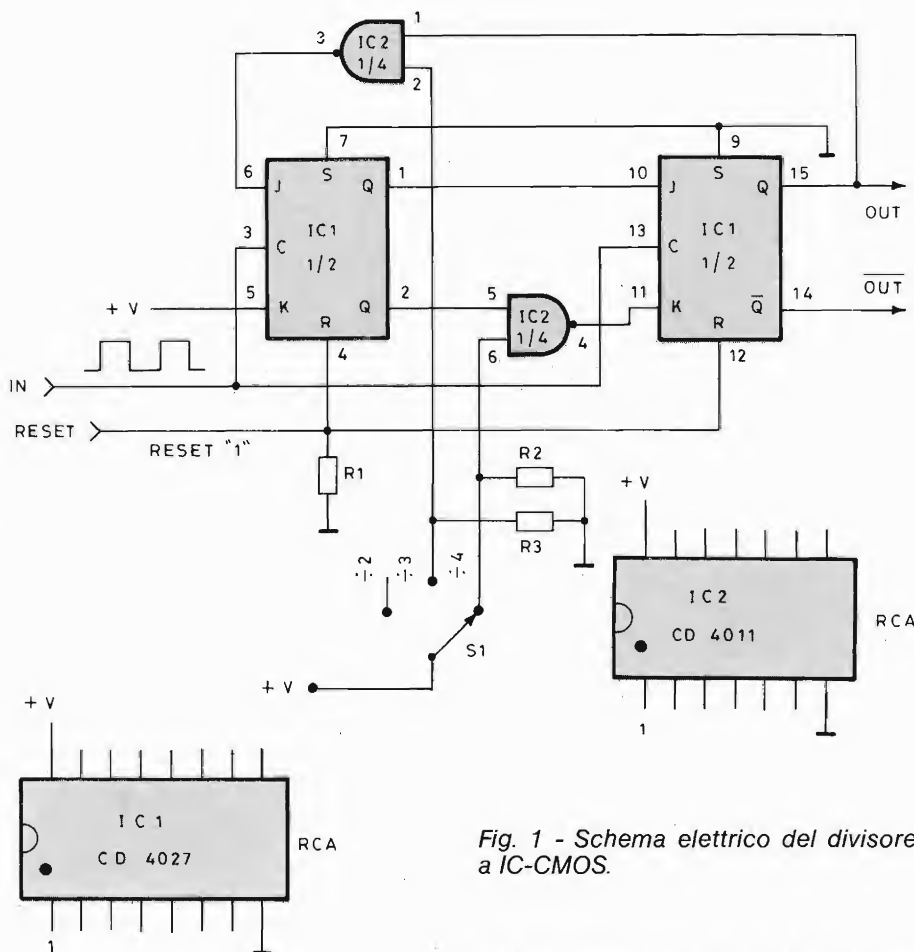 1
3
IC2
1/4
2
7
9
6
J
S
Q
1
10
J
S
Q
15
OUT
3
C
IC1
1/2
13
C
IC1
1/2
+ V
5
K
Q
2
5
11
K
Q̅
14
OUT̅
R
IC2
1/4
4
R
4
6
12
IN
RESET
RESET "1"
R1
R2
R3
÷2
÷3
÷4
S1
+ V
+ V
IC2
CD 4011
RCA
1
+ V
IC1
CD 4027
RCA
1
Fig. 1 - Schema elettrico del divisore
a IC-CMOS.